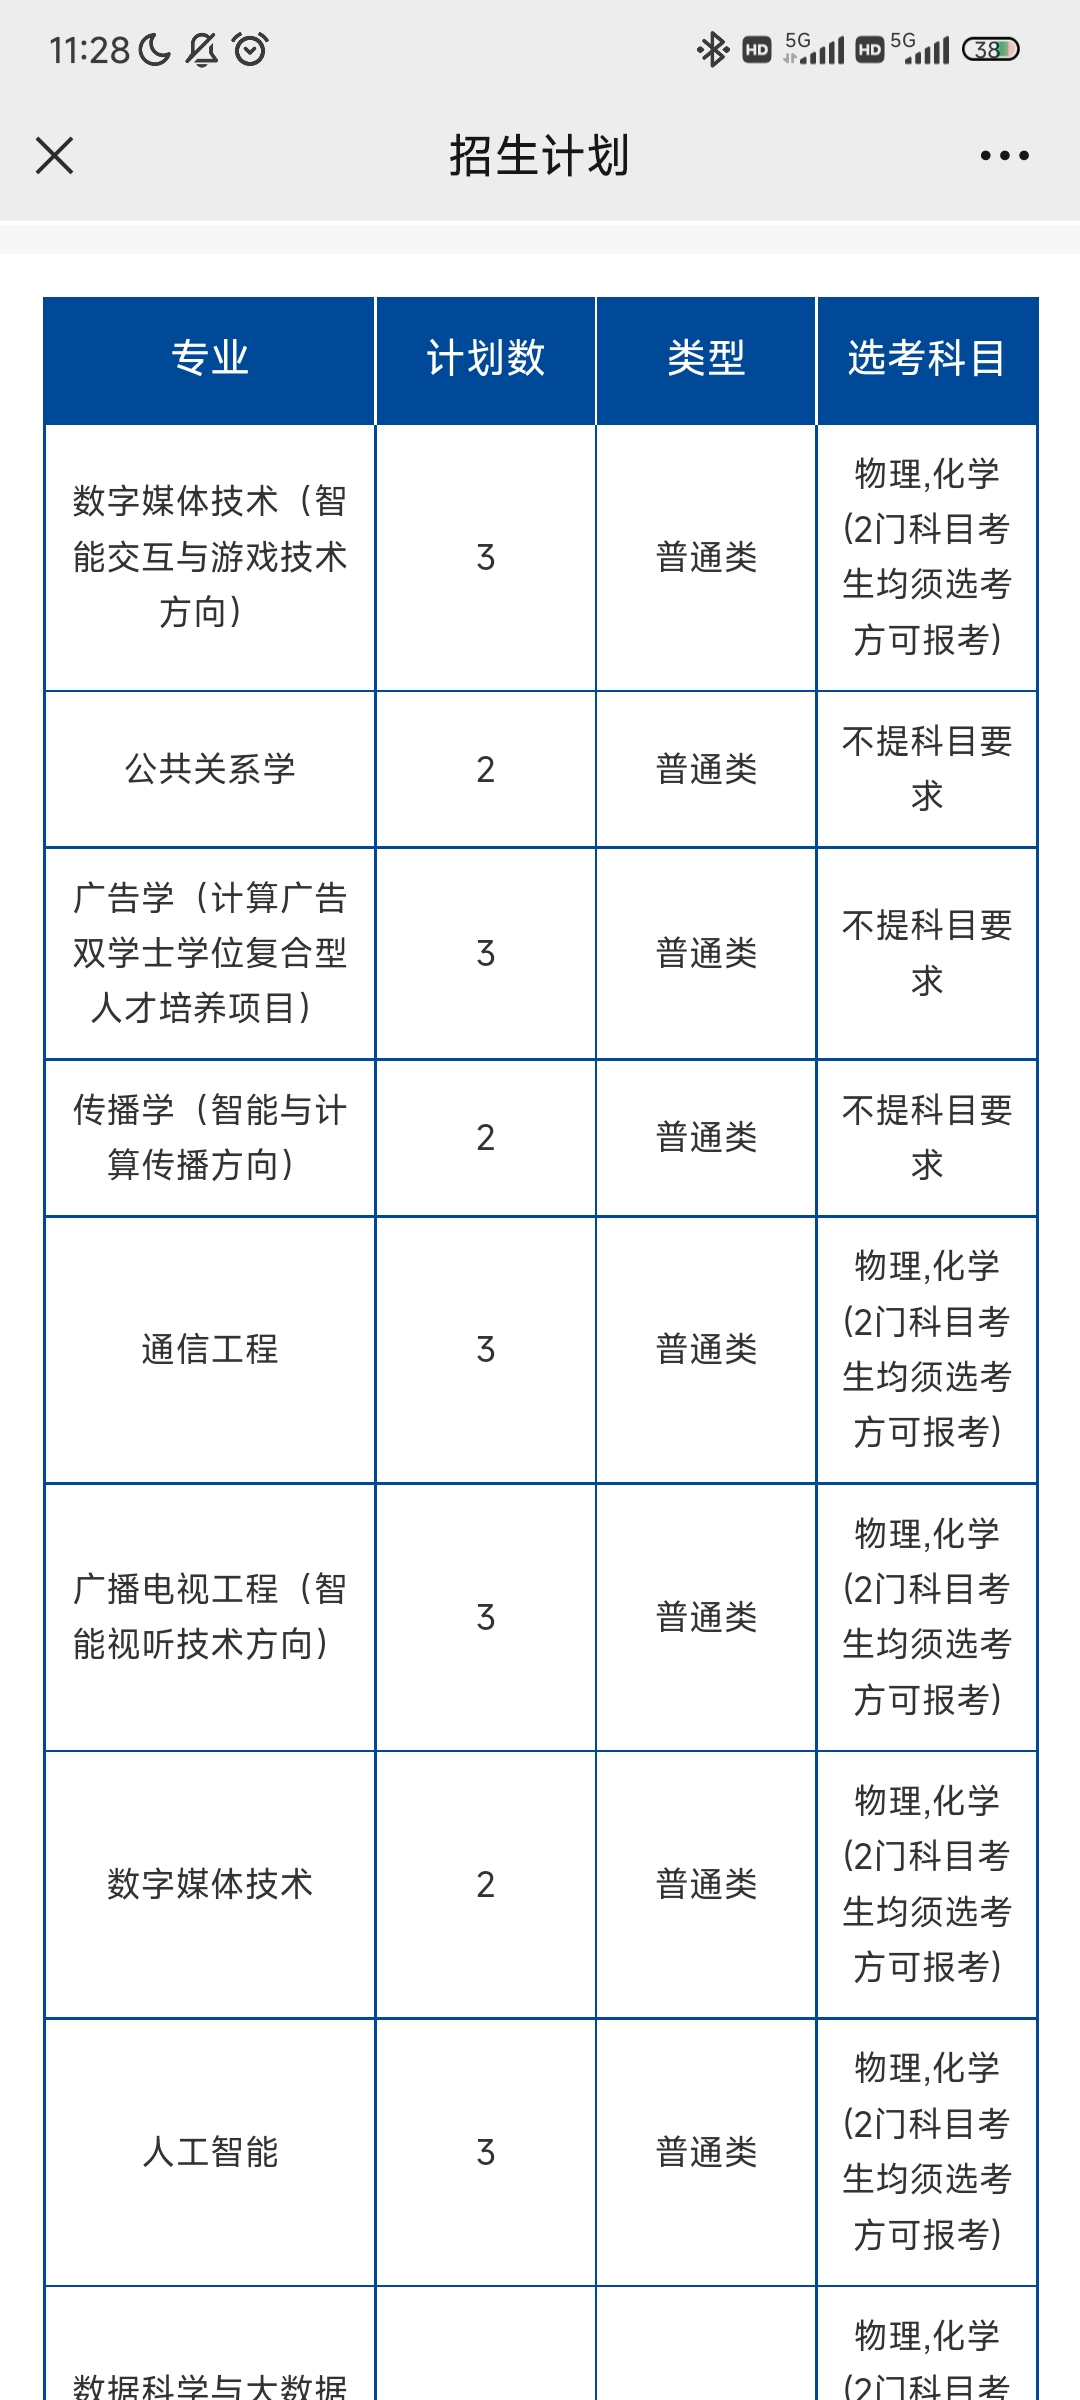 11:28 HD 5G HD 5G 38
招生计划
专业 计划数 类型 选考科目
数字媒体技术（智
能交互与游戏技术
方向）
3
普通类
物理,化学
(2门科目考
生均须选考
方可报考)
公共关系学
2
普通类
不提科目要
求
广告学（计算广告
双学士学位复合型
人才培养项目）
3
普通类
不提科目要
求
传播学（智能与计
算传播方向）
2
普通类
不提科目要
求
通信工程
3
普通类
物理,化学
(2门科目考
生均须选考
方可报考)
广播电视工程（智
能视听技术方向）
3
普通类
物理,化学
(2门科目考
生均须选考
方可报考)
数字媒体技术
2
普通类
物理,化学
(2门科目考
生均须选考
方可报考)
人工智能
3
普通类
物理,化学
(2门科目考
生均须选考
方可报考)
数据科学与大数据
物理,化学
(2门科目考